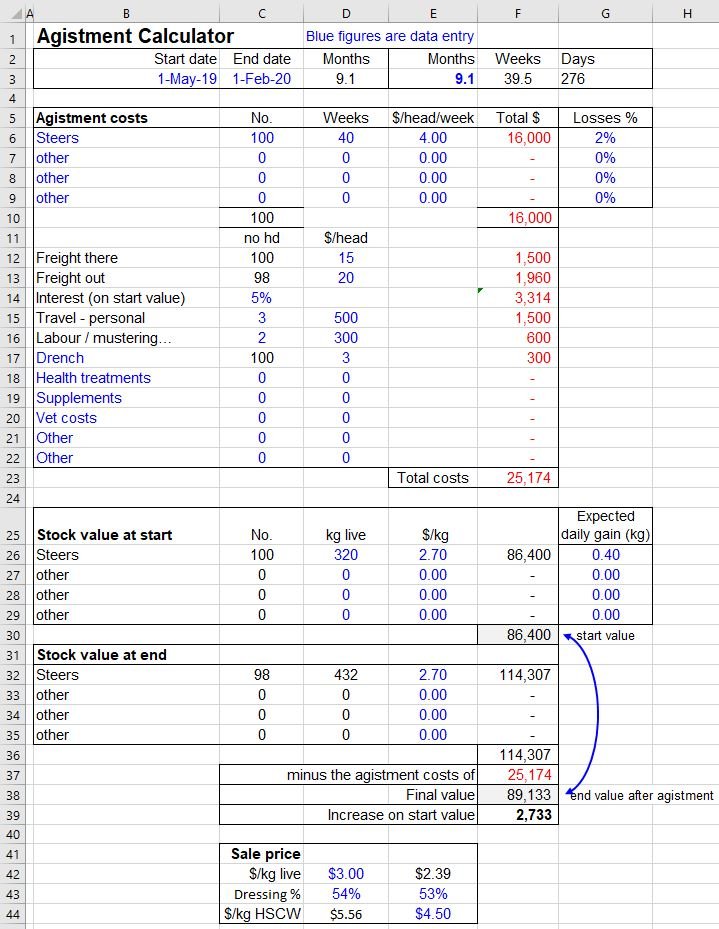 A B C D E F G H
1 Agistment Calculator Blue figures are data entry
2 Start date End date Months Months Weeks Days
3 1-May-19 1-Feb-20 9.1 9.1 39.5 276
4
5 Agistment costs No. Weeks $/head/week Total $ Losses %
6 Steers 100 40 4.00 16,000 2%
7 other 0 0 0.00 - 0%
8 other 0 0 0.00 - 0%
9 other 0 0 0.00 - 0%
10 100 16,000
11 no hd $/head
12 Freight there 100 15 1,500
13 Freight out 98 20 1,960
14 Interest (on start value) 5% 3,314
15 Travel - personal 3 500 1,500
16 Labour / mustering... 2 300 600
17 Drench 100 3 300
18 Health treatments 0 0 -
19 Supplements 0 0 -
20 Vet costs 0 0 -
21 Other 0 0 -
22 Other 0 0 -
23 Total costs 25,174
24
Expected
25 Stock value at start No. kg live $/kg daily gain (kg)
26 Steers 100 320 2.70 86,400 0.40
27 other 0 0 0.00 - 0.00
28 other 0 0 0.00 - 0.00
29 other 0 0 0.00 - 0.00
30 86,400 start value
31 Stock value at end
32 Steers 98 432 2.70 114,307
33 other 0 0 0.00 -
34 other 0 0 0.00 -
35 other 0 0 0.00 -
36 114,307
37 minus the agistment costs of 25,174
38 Final value 89,133 end value after agistment
39 Increase on start value 2,733
40
41 Sale price
42 $/kg live $3.00 $2.39
43 Dressing % 54% 53%
44 $/kg HSCW $5.56 $4.50